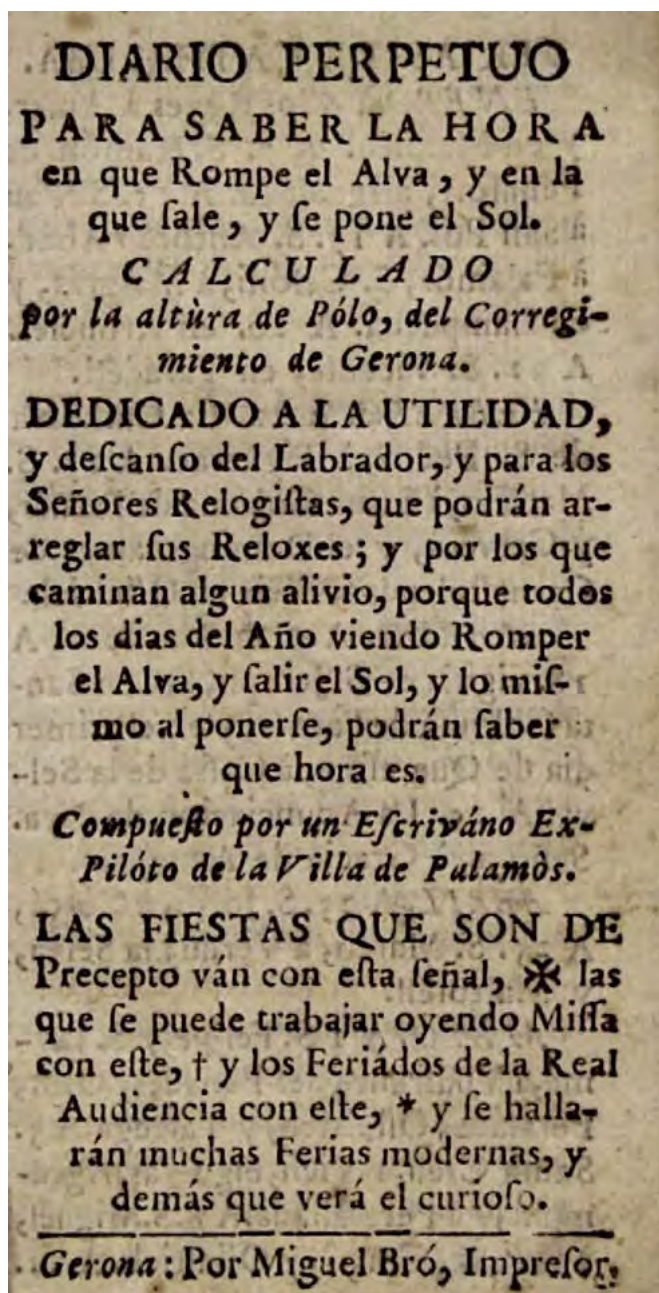 DIARIO PERPETUO
PARA SABER LA HORA
en que Rompe el Alva, y en la
que ſale, y ſe pone el Sol.
CALCULADO
por la altùra de Pólo, del Corregi-
miento de Gerona.
DEDICADO A LA UTILIDAD,
y deſcanſo del Labrador, y para los
Señores Relogiſtas, que podrán ar-
reglar ſus Reloxes; y por los que
caminan algun alivio, porque todos
los dias del Año viendo Romper
el Alva, y ſalir el Sol, y lo miſ-
mo al ponerſe, podrán ſaber
que hora es.
Compueſto por un Eſcriváno Ex-
Pilóto de la Villa de Palamòs.
LAS FIESTAS QUE SON DE
Precepto ván con eſta ſeñal, ✠ las
que ſe puede trabajar oyendo Miſſa
con eſte, † y los Feriádos de la Real
Audiencia con eſte, * y ſe halla-
rán muchas Ferias modernas, y
demás que verá el curioſo.
Gerona: Por Miguel Bró, Impreſor.